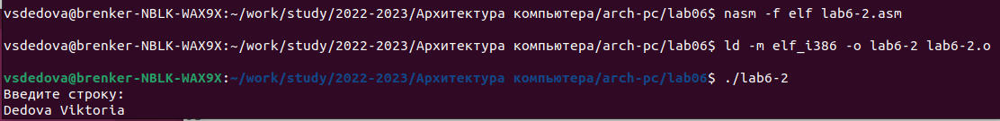 vsdedova@brenker-NBLK-WAX9X:~/work/study/2022-2023/Архитектура компьютера/arch-pc/lab06$ nasm -f elf lab6-2.asm
vsdedova@brenker-NBLK-WAX9X:~/work/study/2022-2023/Архитектура компьютера/arch-pc/lab06$ ld -m elf_i386 -o lab6-2 lab6-2.o
vsdedova@brenker-NBLK-WAX9X:~/work/study/2022-2023/Архитектура компьютера/arch-pc/lab06$ ./lab6-2
Введите строку:
Dedova Viktoria